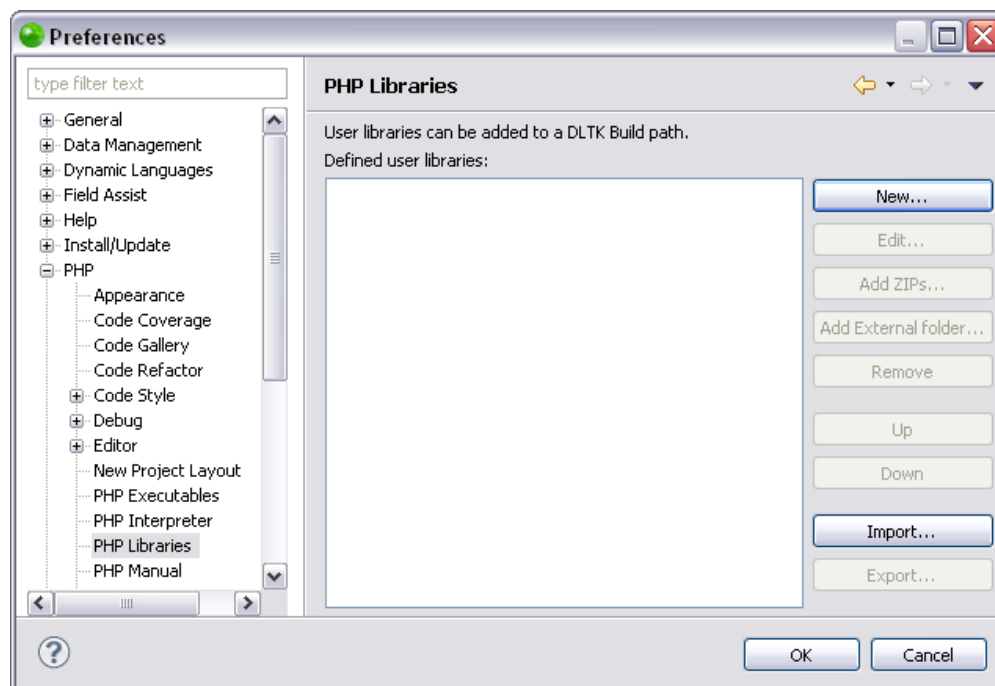 Preferences
type filter text
General
Data Management
Dynamic Languages
Field Assist
Help
Install/Update
PHP
Appearance
Code Coverage
Code Gallery
Code Refactor
Code Style
Debug
Editor
New Project Layout
PHP Executables
PHP Interpreter
PHP Libraries
PHP Manual
PHP Libraries
User libraries can be added to a DLTK Build path.
Defined user libraries:
New...
Edit...
Add ZIPs...
Add External folder...
Remove
Up
Down
Import...
Export...
?
OK
Cancel